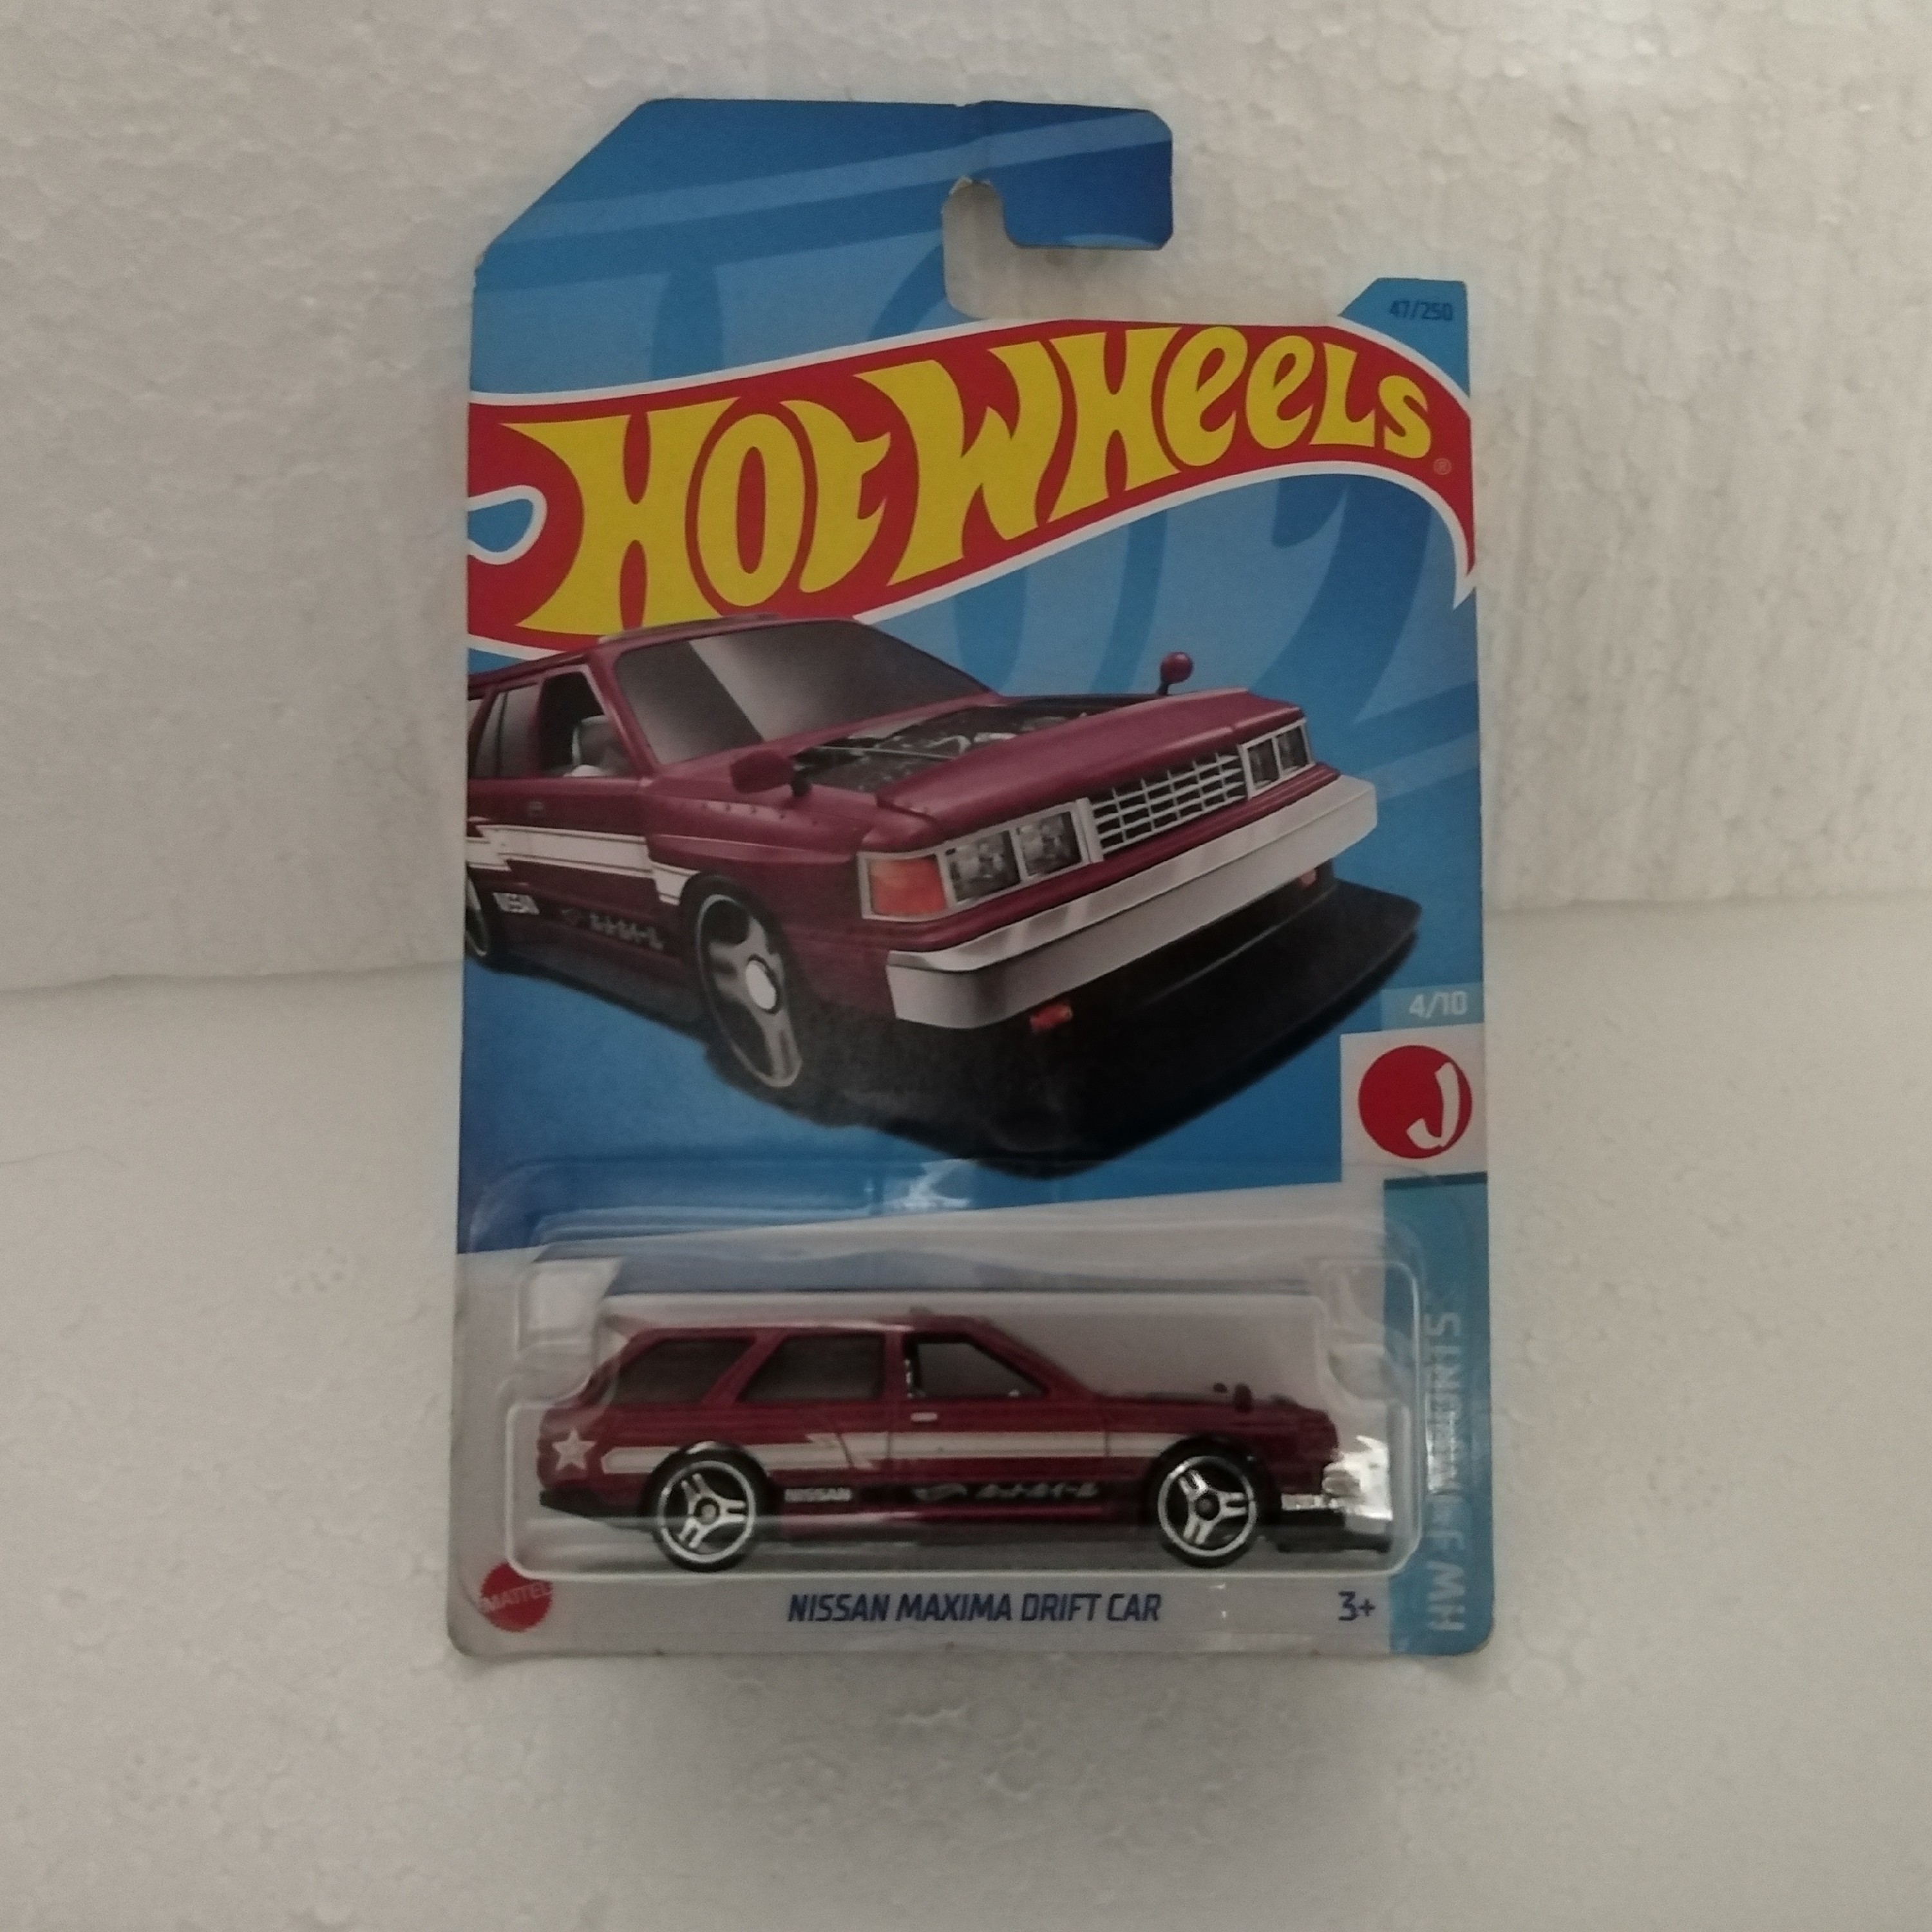 47/250
HOT WHEELS®
NISSAN
4/10
J
NISSAN
MATTEL
NISSAN MAXIMA DRIFT CAR
3+
HW J-IMPORTS